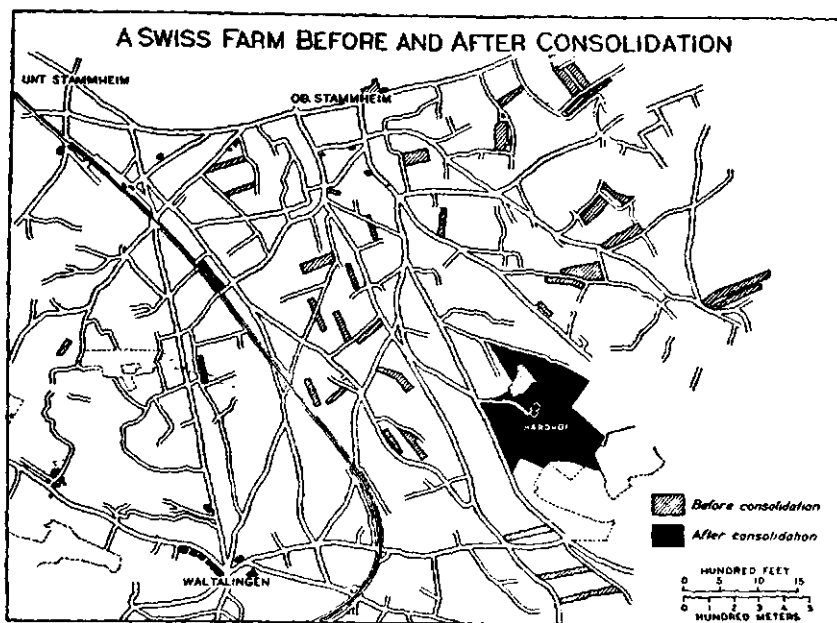 A SWISS FARM BEFORE AND AFTER CONSOLIDATION
UNT STAMMHEIM
OB. STAMMHEIM
HARDHOF
Before consolidation
After consolidation
WALTALINGEN
HUNDRED FEET
0 5 10 15
0 1 2 3 4 5
HUNDRED METERS